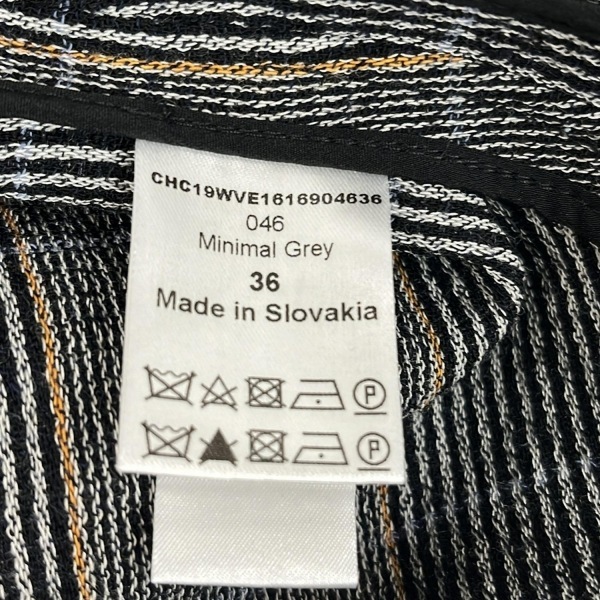 CHC19WVE1616904636
046
Minimal Grey
36
Made in Slovakia
P
P